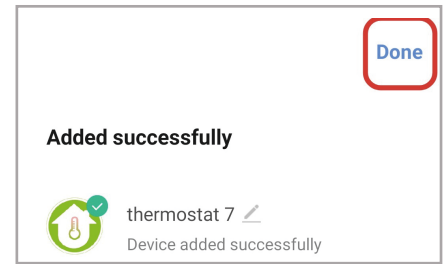 Done
Added successfully
thermostat 7
Device added successfully